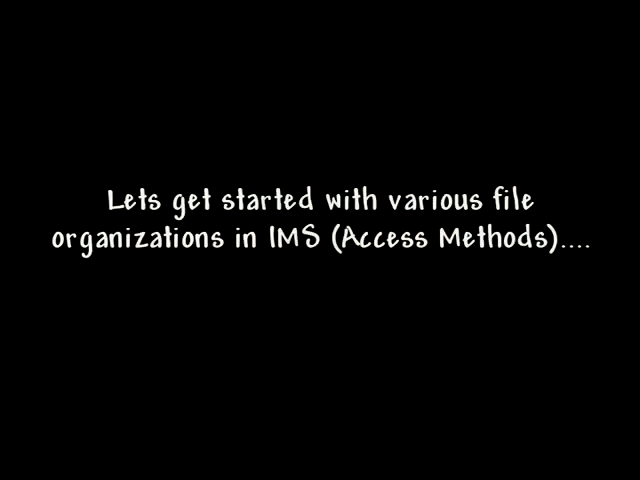 Lets get started with various file
organizations in IMS (Access Methods)....